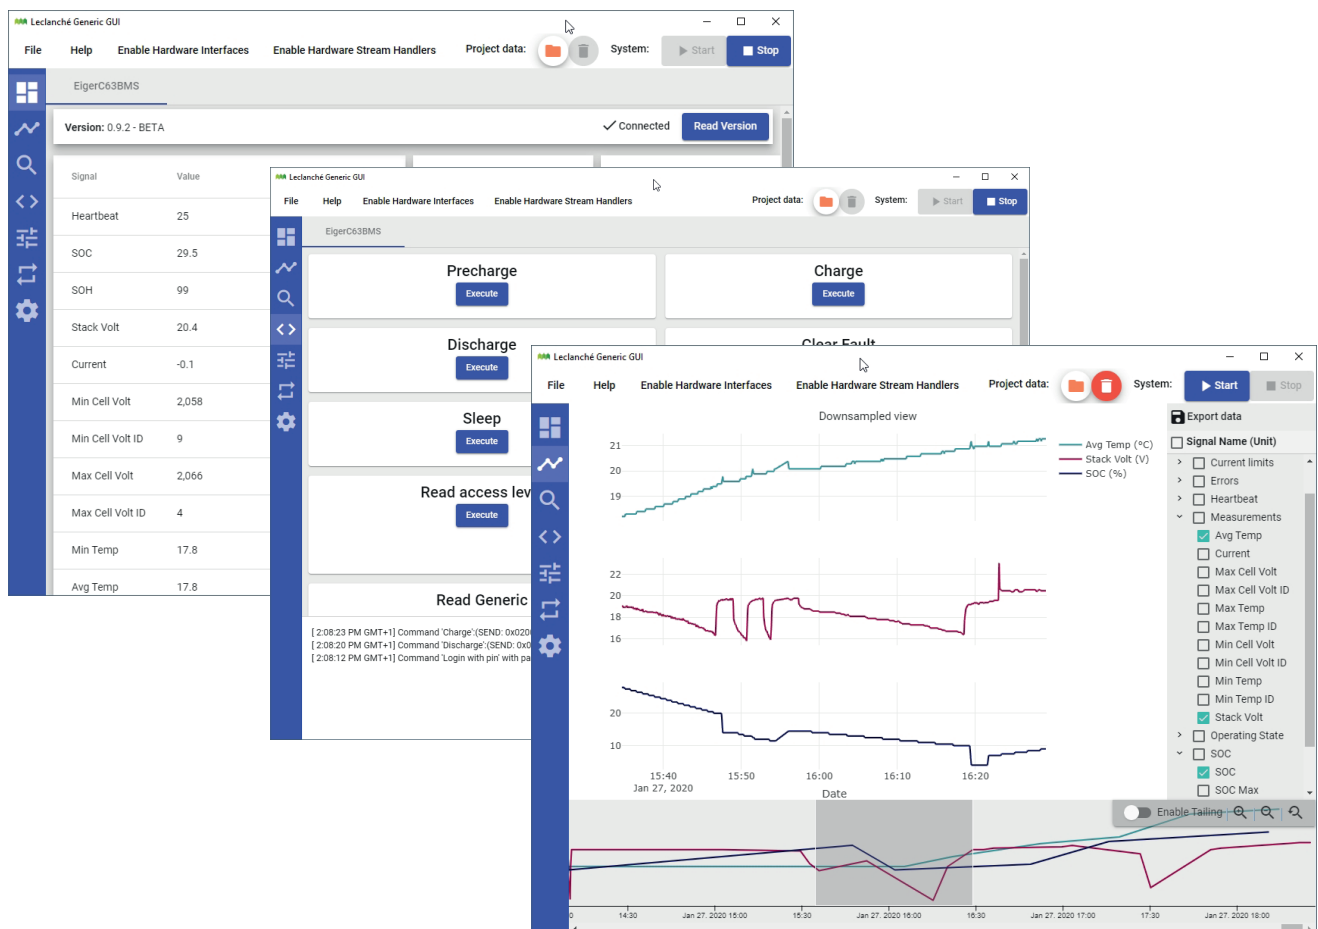 Leclanché Generic GUI
File Help Enable Hardware Interfaces Enable Hardware Stream Handlers Project data: System: Start Stop
EigerC63BMS
Version: 0.9.2 - BETA Connected Read Version
Signal Value
Heartbeat 25
SOC 29.5
SOH 99
Stack Volt 20.4
Current -0.1
Min Cell Volt 2,058
Min Cell Volt ID 9
Max Cell Volt 2,066
Max Cell Volt ID 4
Min Temp 17.8
Avg Temp 17.8
Leclanché Generic GUI
File Help Enable Hardware Interfaces Enable Hardware Stream Handlers Project data: System: Start Stop
EigerC63BMS
Precharge Charge
Execute Execute
Discharge Clear Fault
Execute
Sleep
Execute
Read access lev
Execute
Read Generic
[ 2:08:23 PM GMT+1] Command 'Charge':(SEND: 0x020
[ 2:08:20 PM GMT+1] Command 'Discharge':(SEND: 0x0
[ 2:08:12 PM GMT+1] Command 'Login with pin' with pa
Leclanché Generic GUI
File Help Enable Hardware Interfaces Enable Hardware Stream Handlers Project data: System: Start Stop
Downsampled view
21
20
19
22
20
18
16
20
10
15:40 15:50 16:00 16:10 16:20
Jan 27, 2020
Date
Avg Temp (ºC)
Stack Volt (V)
SOC (%)
Export data
Signal Name (Unit)
Current limits
Errors
Heartbeat
Measurements
Avg Temp
Current
Max Cell Volt
Max Cell Volt ID
Max Temp
Max Temp ID
Min Cell Volt
Min Cell Volt ID
Min Temp
Min Temp ID
Stack Volt
Operating State
SOC
SOC
SOC Max
Enable Tailing
0 14:30 Jan 27, 2020 15:00 15:30 Jan 27, 2020 16:00 16:30 Jan 27, 2020 17:00 17:30 Jan 27, 2020 18:00